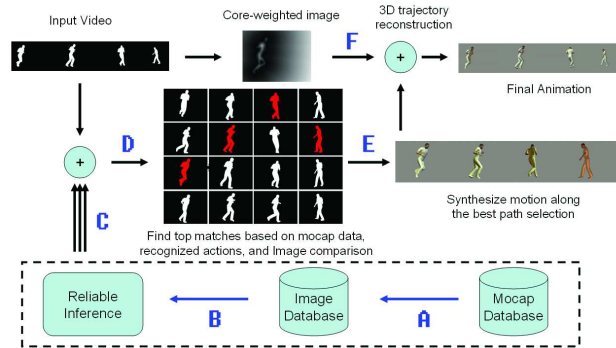 Input Video
Core-weighted image
3D trajectory
reconstruction
F
+
Final Animation
+
D
E
C
Find top matches based on mocap data,
recognized actions, and Image comparison
Synthesize motion along
the best path selection
Reliable
Inference
B
Image
Database
A
Mocap
Database